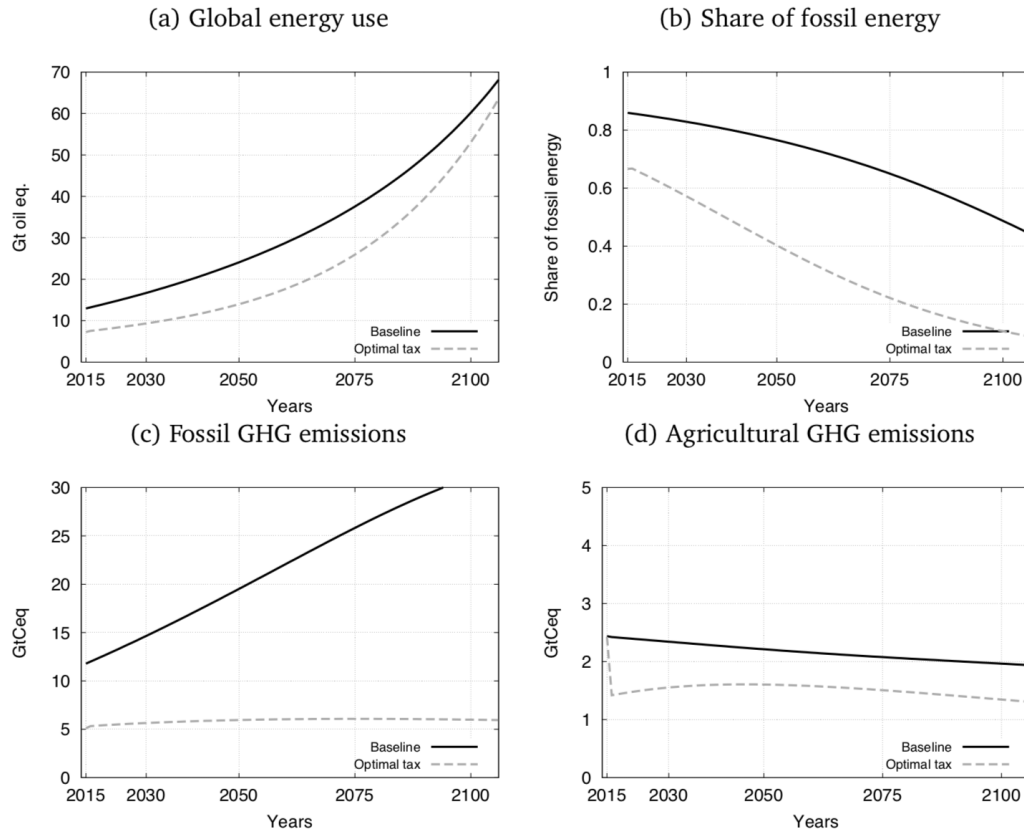 (a) Global energy use
70
60
50
40
30
20
10
0
Gt oil eq.
Baseline
Optimal tax
2015 2030 2050 2075 2100
Years
(b) Share of fossil energy
1
0.8
0.6
0.4
0.2
0
Share of fossil energy
Baseline
Optimal tax
2015 2030 2050 2075 2100
Years
(c) Fossil GHG emissions
30
25
20
15
10
5
0
GtCeq
Baseline
Optimal tax
2015 2030 2050 2075 2100
Years
(d) Agricultural GHG emissions
5
4
3
2
1
0
GtCeq
Baseline
Optimal tax
2015 2030 2050 2075 2100
Years